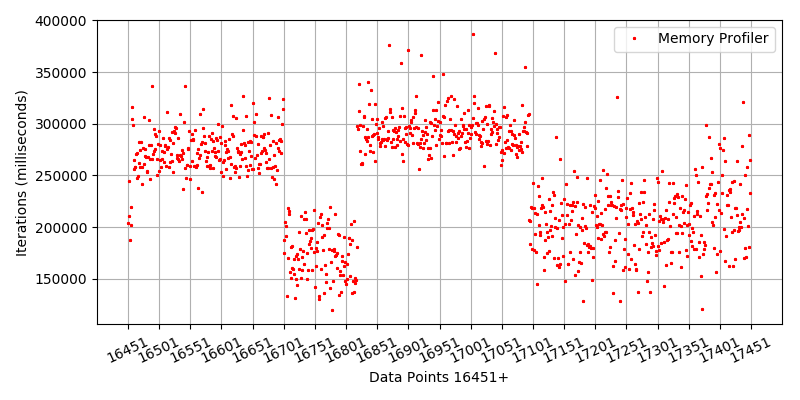 400000
Memory Profiler
350000
300000
250000
200000
150000
Iterations (milliseconds)
16451 16501 16551 16601 16651 16701 16751 16801 16851 16901 16951 17001 17051 17101 17151 17201 17251 17301 17351 17401 17451
Data Points 16451+